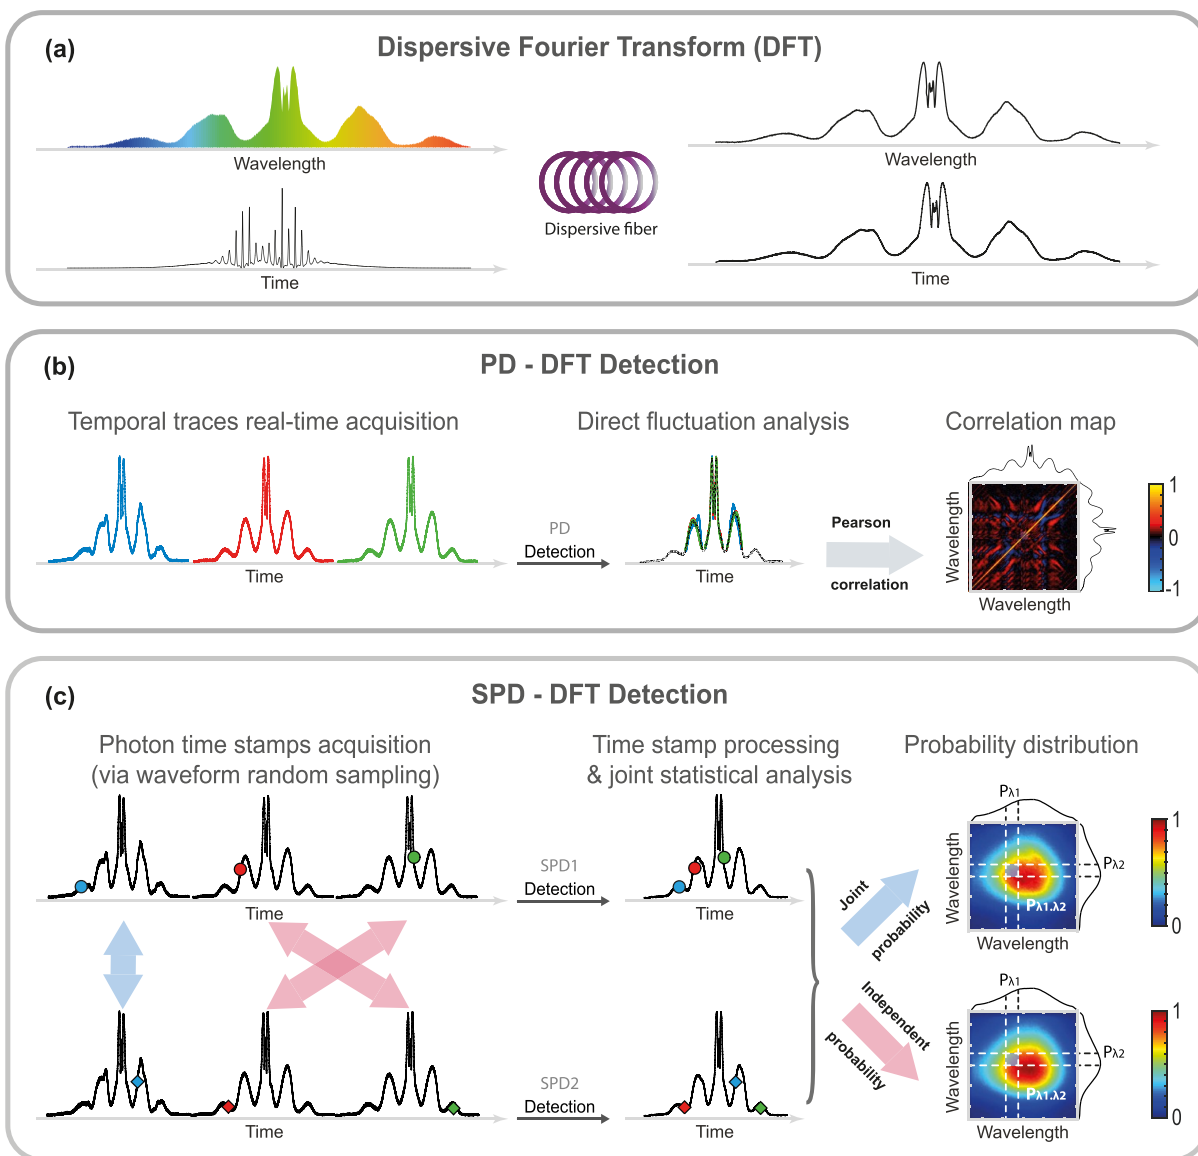 (a)
Dispersive Fourier Transform (DFT)
Wavelength
Wavelength
Dispersive fiber
Time
Time
(b)
PD - DFT Detection
Temporal traces real-time acquisition
Direct fluctuation analysis
Correlation map
PD
Detection
Time
Time
Pearson
correlation
Wavelength
Wavelength
1
0
-1
(c)
SPD - DFT Detection
Photon time stamps acquisition
(via waveform random sampling)
Time stamp processing
& joint statistical analysis
Probability distribution
SPD1
Detection
Time
Time
Joint
probability
Pλ1
Pλ2
Pλ1.λ2
Wavelength
Wavelength
1
0
SPD2
Detection
Time
Time
Independent
probability
Pλ1
Pλ2
Pλ1.λ2
Wavelength
Wavelength
1
0